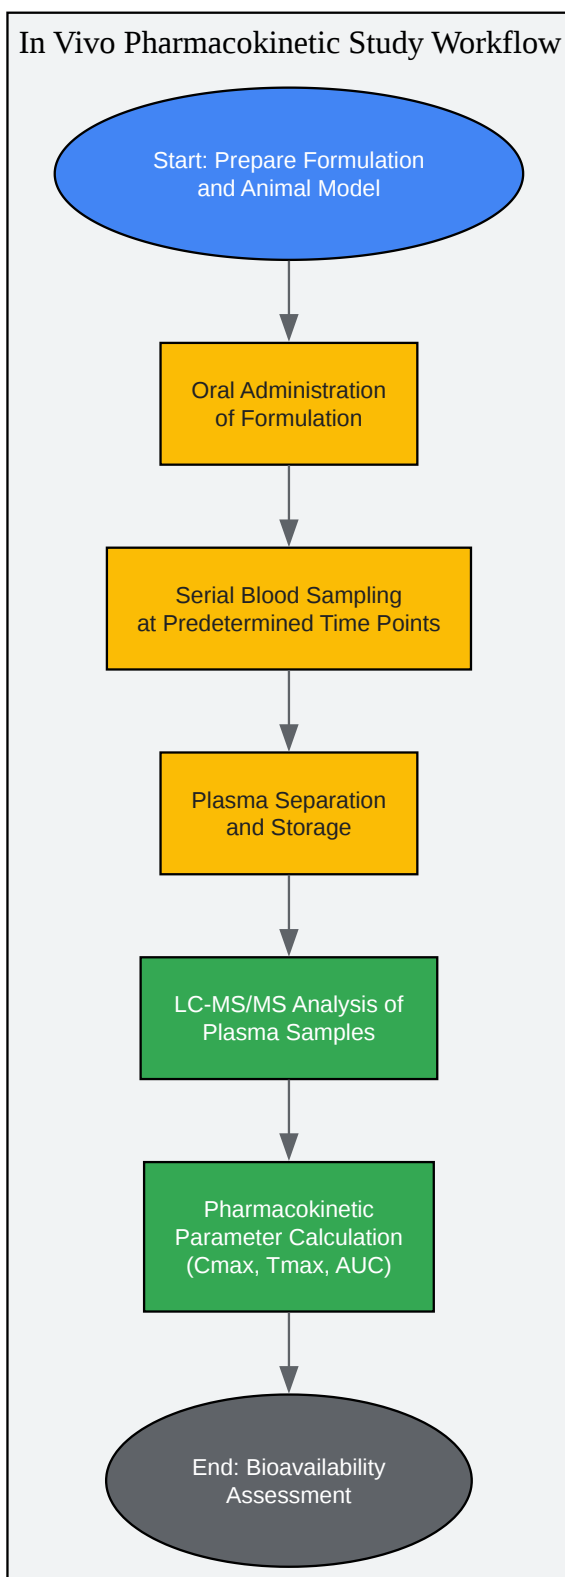 In Vivo Pharmacokinetic Study Workflow
Start: Prepare Formulation
and Animal Model
Oral Administration
of Formulation
Serial Blood Sampling
at Predetermined Time Points
Plasma Separation
and Storage
LC-MS/MS Analysis of
Plasma Samples
Pharmacokinetic
Parameter Calculation
(Cmax, Tmax, AUC)
End: Bioavailability
Assessment